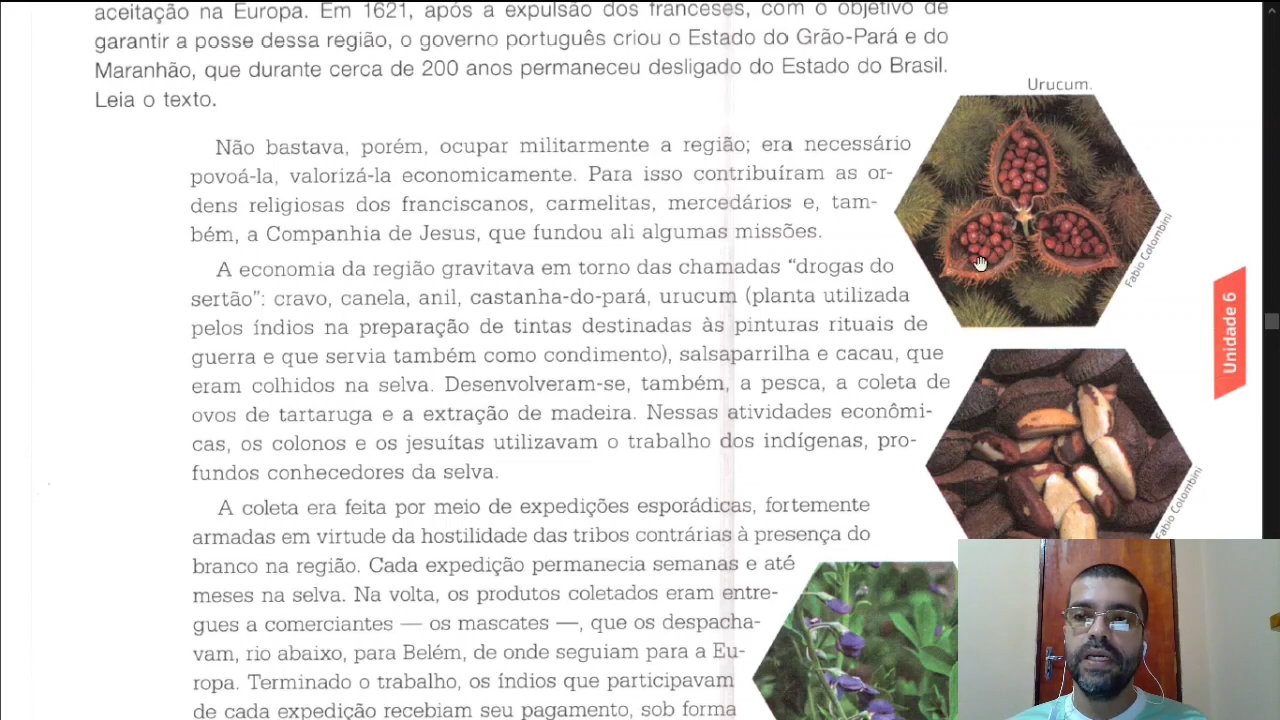 aceitação na Europa. Em 1621, após a expulsão dos franceses, com o objetivo de
garantir a posse dessa região, o governo português criou o Estado do Grão-Pará e do
Maranhão, que durante cerca de 200 anos permaneceu desligado do Estado do Brasil.
Leia o texto.
Urucum.
Não bastava, porém, ocupar militarmente a região; era necessário
povoá-la, valorizá-la economicamente. Para isso contribuíram as or-
dens religiosas dos franciscanos, carmelitas, mercedários e, tam-
bém, a Companhia de Jesus, que fundou ali algumas missões.
Fabio Colombini
A economia da região gravitava em torno das chamadas “drogas do
sertão”: cravo, canela, anil, castanha-do-pará, urucum (planta utilizada
pelos índios na preparação de tintas destinadas às pinturas rituais de
guerra e que servia também como condimento), salsaparrilha e cacau, que
eram colhidos na selva. Desenvolveram-se, também, a pesca, a coleta de
ovos de tartaruga e a extração de madeira. Nessas atividades econômi-
cas, os colonos e os jesuítas utilizavam o trabalho dos indígenas, pro-
fundos conhecedores da selva.
Unidade 6
Fabio Colombini
A coleta era feita por meio de expedições esporádicas, fortemente
armadas em virtude da hostilidade das tribos contrárias à presença do
branco na região. Cada expedição permanecia semanas e até
meses na selva. Na volta, os produtos coletados eram entre-
gues a comerciantes — os mascates —, que os despacha-
vam, rio abaixo, para Belém, de onde seguiam para a Eu-
ropa. Terminado o trabalho, os índios que participavam
de cada expedição recebiam seu pagamento, sob forma